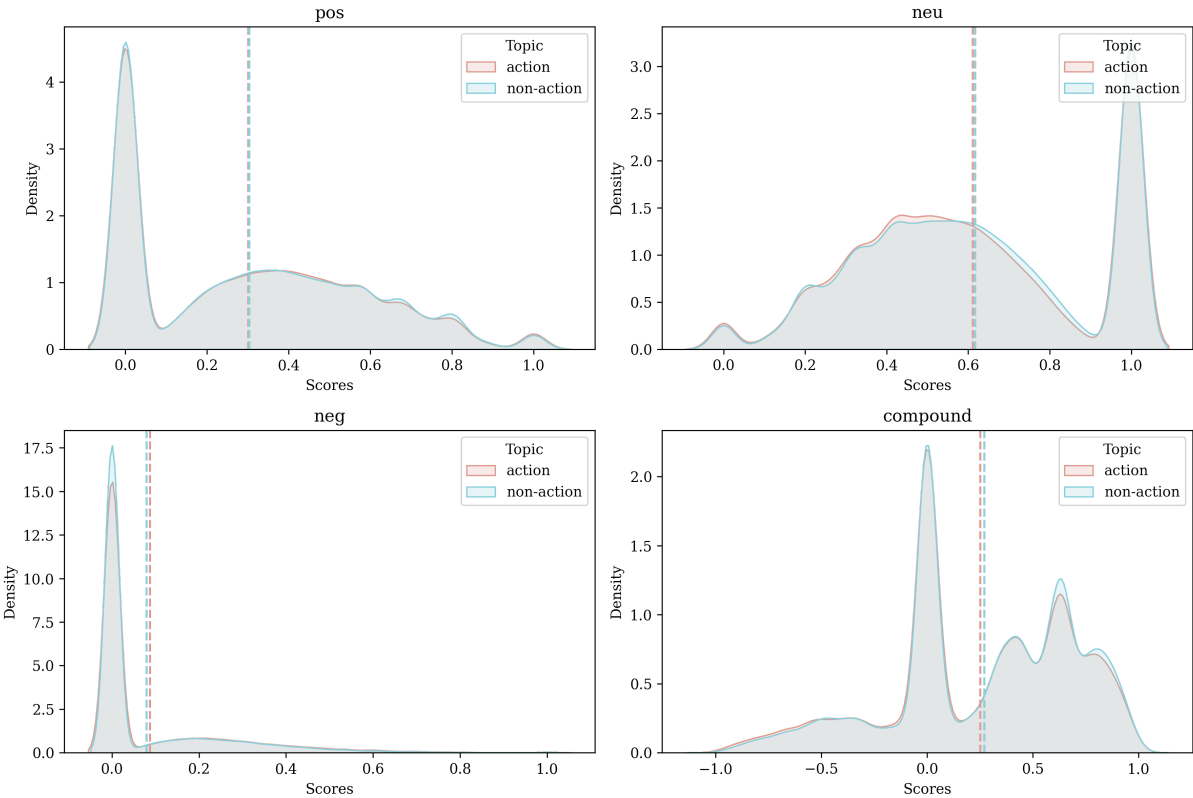 pos
Density
4
3
2
1
0
0.0 0.2 0.4 0.6 0.8 1.0
Scores
Topic
action
non-action
neu
Density
3.0
2.5
2.0
1.5
1.0
0.5
0.0
0.0 0.2 0.4 0.6 0.8 1.0
Scores
Topic
action
non-action
neg
Density
17.5
15.0
12.5
10.0
7.5
5.0
2.5
0.0
0.0 0.2 0.4 0.6 0.8 1.0
Scores
Topic
action
non-action
compound
Density
2.0
1.5
1.0
0.5
0.0
−1.0 −0.5 0.0 0.5 1.0
Scores
Topic
action
non-action